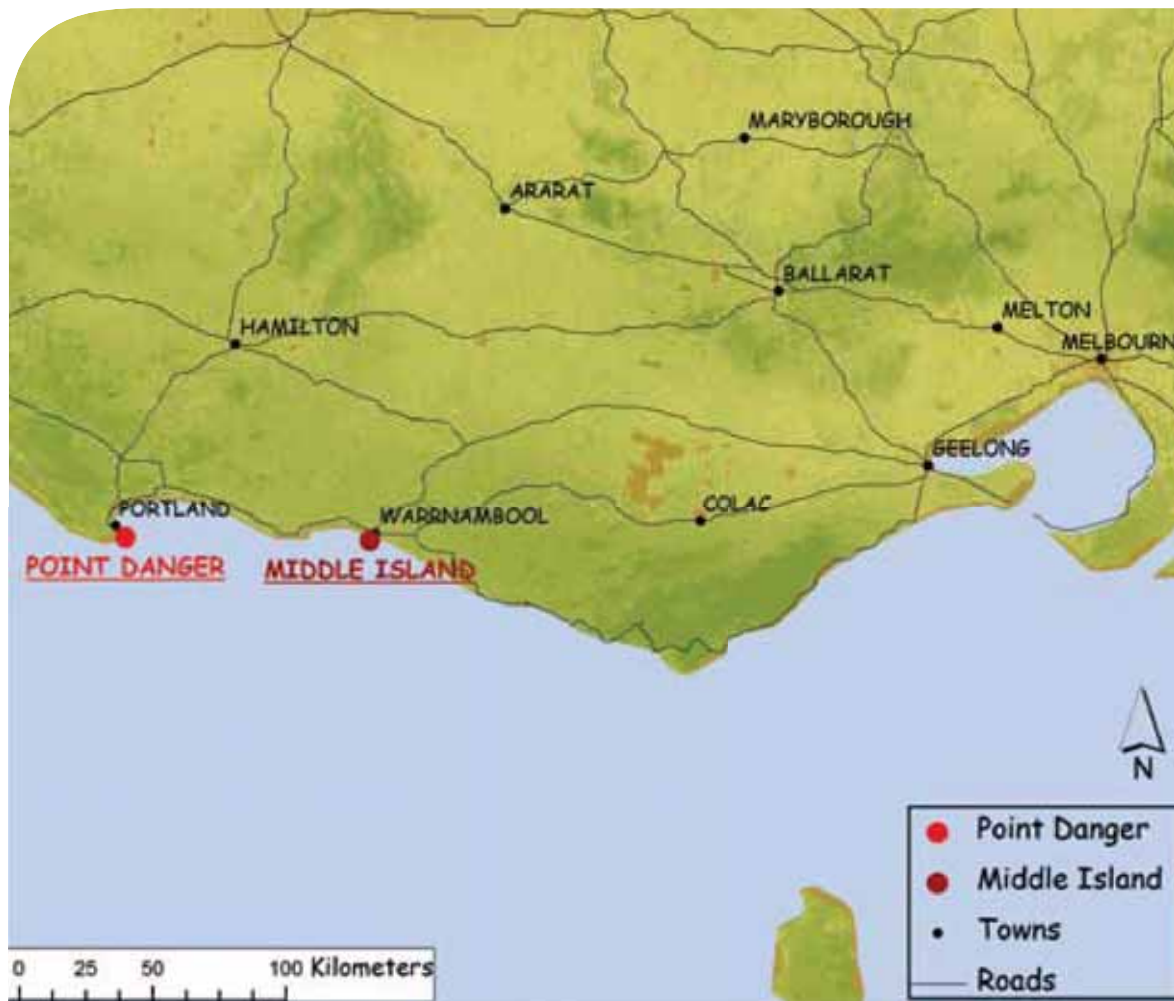 MARYBOROUGH
ARARAT
BALLARAT
MELTON
HAMILTON
MELBOURN
GEELONG
COLAC
PORTLAND
WARRNAMBOOL
POINT DANGER
MIDDLE ISLAND
N
Point Danger
Middle Island
Towns
Roads
0 25 50 100 Kilometers